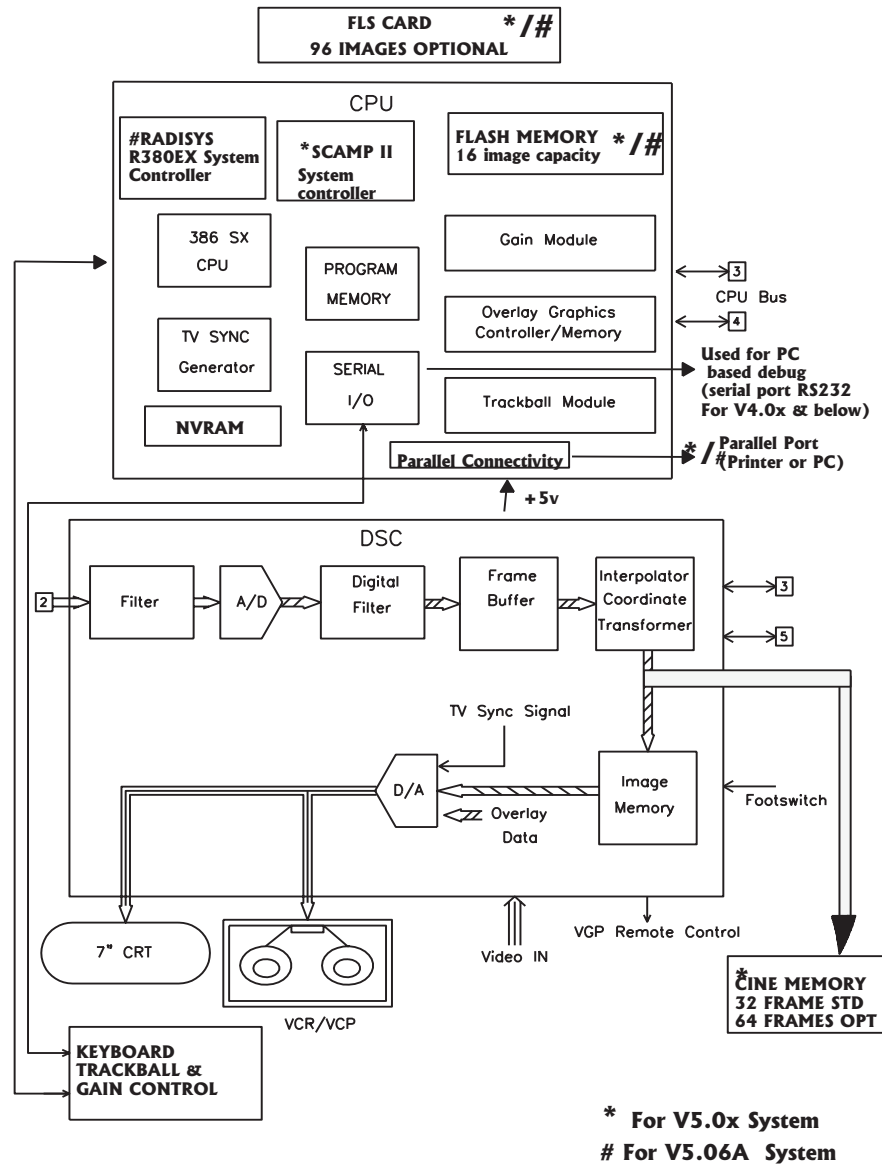 FLS CARD */#
96 IMAGES OPTIONAL
CPU
#RADISYS
R380EX System
Controller
*SCAMP II
System
controller
FLASH MEMORY */#
16 image capacity
386 SX
CPU
PROGRAM
MEMORY
Gain Module
3
CPU Bus
4
Overlay Graphics
Controller/Memory
TV SYNC
Generator
SERIAL
I/O
Used for PC
based debug
(serial port RS232
For V4.0x & below)
Trackball Module
NVRAM
Parallel Connectivity
*/# Parallel Port
(Printer or PC)
+5v
DSC
2
Filter
A/D
Digital
Filter
Frame
Buffer
Interpolator
Coordinate
Transformer
3
5
TV Sync Signal
D/A
Image
Memory
Overlay
Data
Footswitch
7" CRT
VCR/VCP
Video IN
VGP Remote Control
*
CINE MEMORY
32 FRAME STD
64 FRAMES OPT
KEYBOARD
TRACKBALL &
GAIN CONTROL
* For V5.0x System
# For V5.06A System